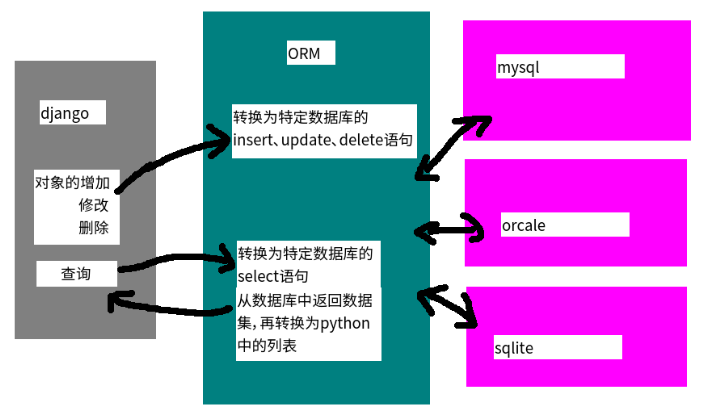 django
对象的增加
修改
删除
查询
ORM
转换为特定数据库的
insert、update、delete语句
转换为特定数据库的
select语句
从数据库中返回数据
集，再转换为python
中的列表
mysql
orcale
sqlite